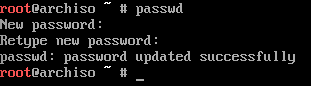 root@archiso ~ # passwd
New password:
Retype new password:
passwd: password updated successfully
root@archiso ~ # _